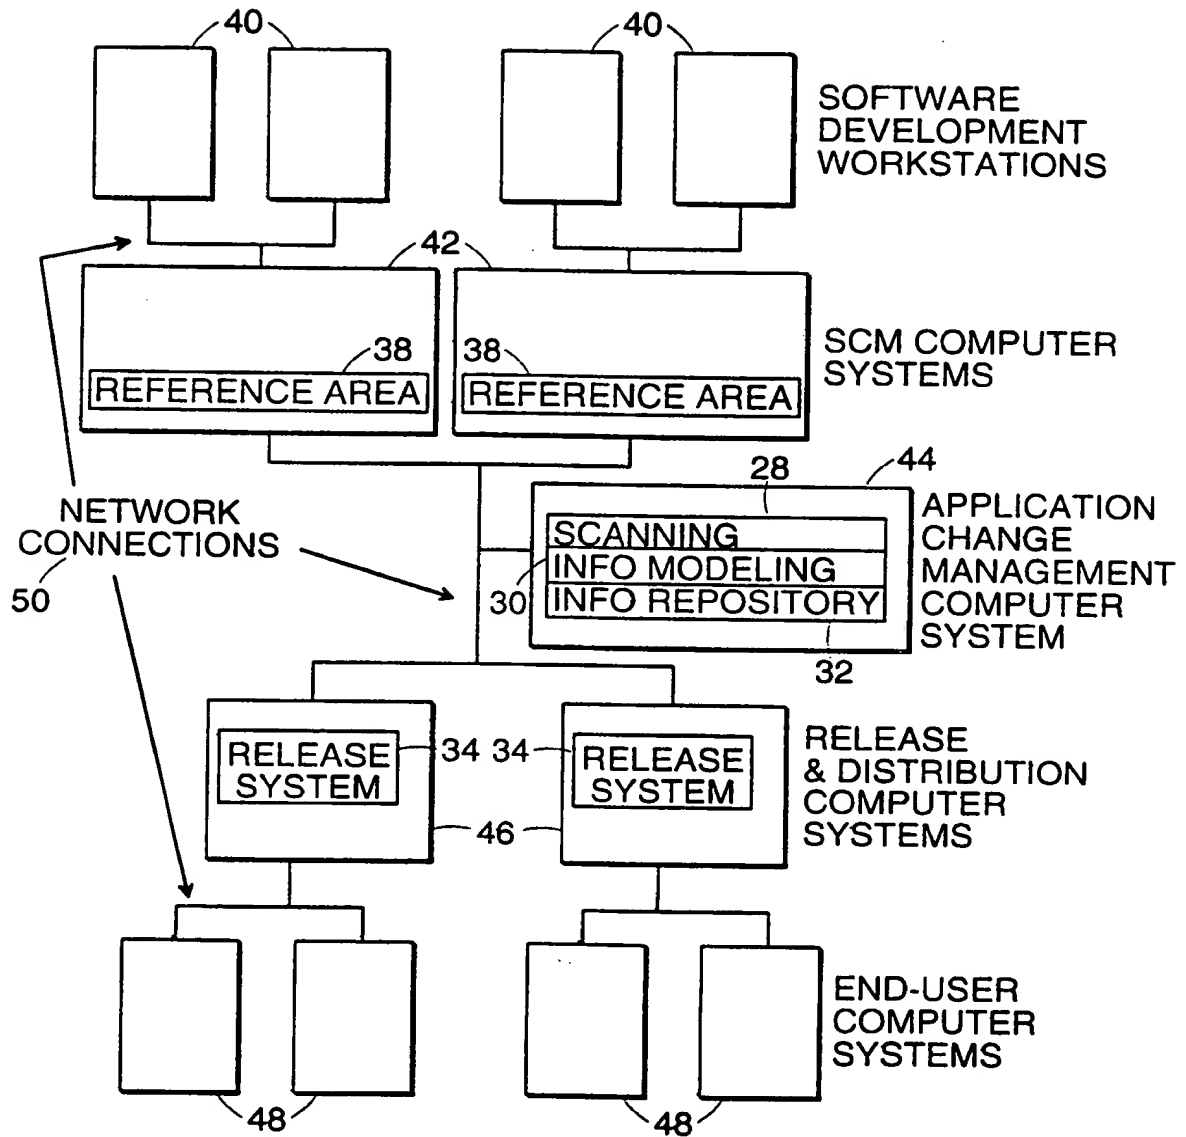 40
40
SOFTWARE
DEVELOPMENT
WORKSTATIONS
42
38
38
REFERENCE AREA
REFERENCE AREA
SCM COMPUTER
SYSTEMS
28
44
NETWORK
CONNECTIONS
50
SCANNING
INFO MODELING
INFO REPOSITORY
30
32
APPLICATION
CHANGE
MANAGEMENT
COMPUTER
SYSTEM
RELEASE
SYSTEM
34
34
RELEASE
SYSTEM
46
RELEASE
& DISTRIBUTION
COMPUTER
SYSTEMS
END-USER
COMPUTER
SYSTEMS
48
48